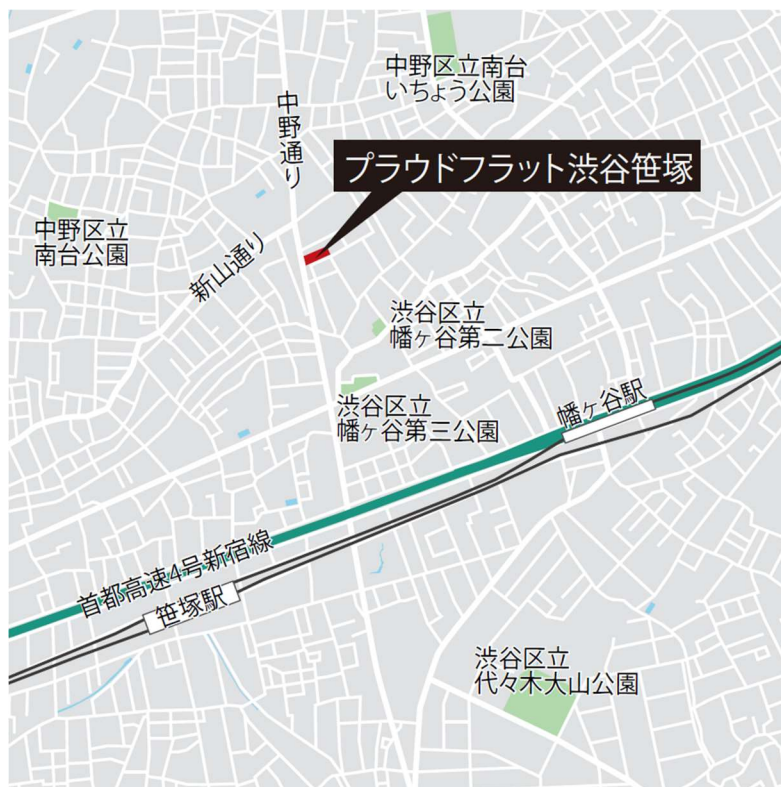 中野区立南台
いちょう公園
中野通り
プラウドフラット渋谷笹塚
中野区立
南台公園
新山通り
渋谷区立
幡ヶ谷第二公園
渋谷区立
幡ヶ谷第三公園
幡ヶ谷駅
首都高速4号新宿線
笹塚駅
渋谷区立
代々木大山公園